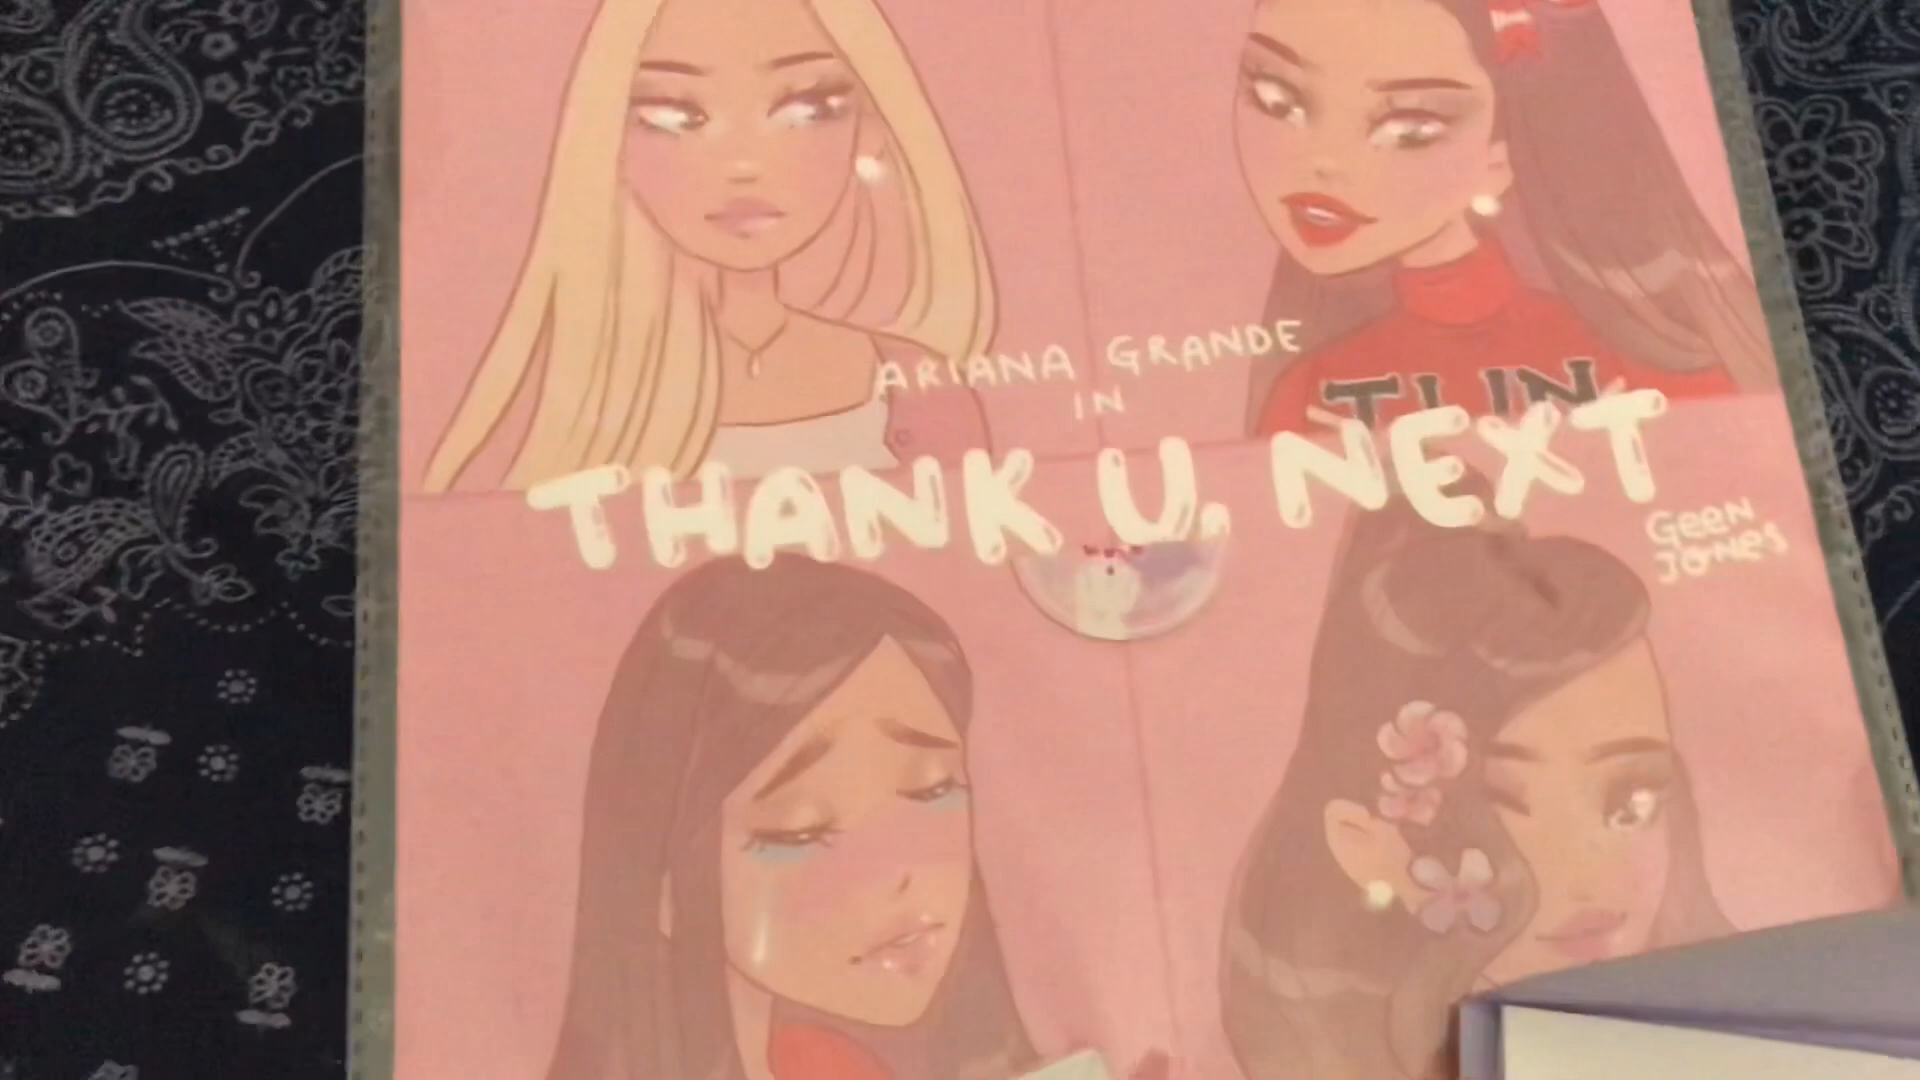 ARIANA GRANDE
IN
THANK U, NEXT
Geen
Jones